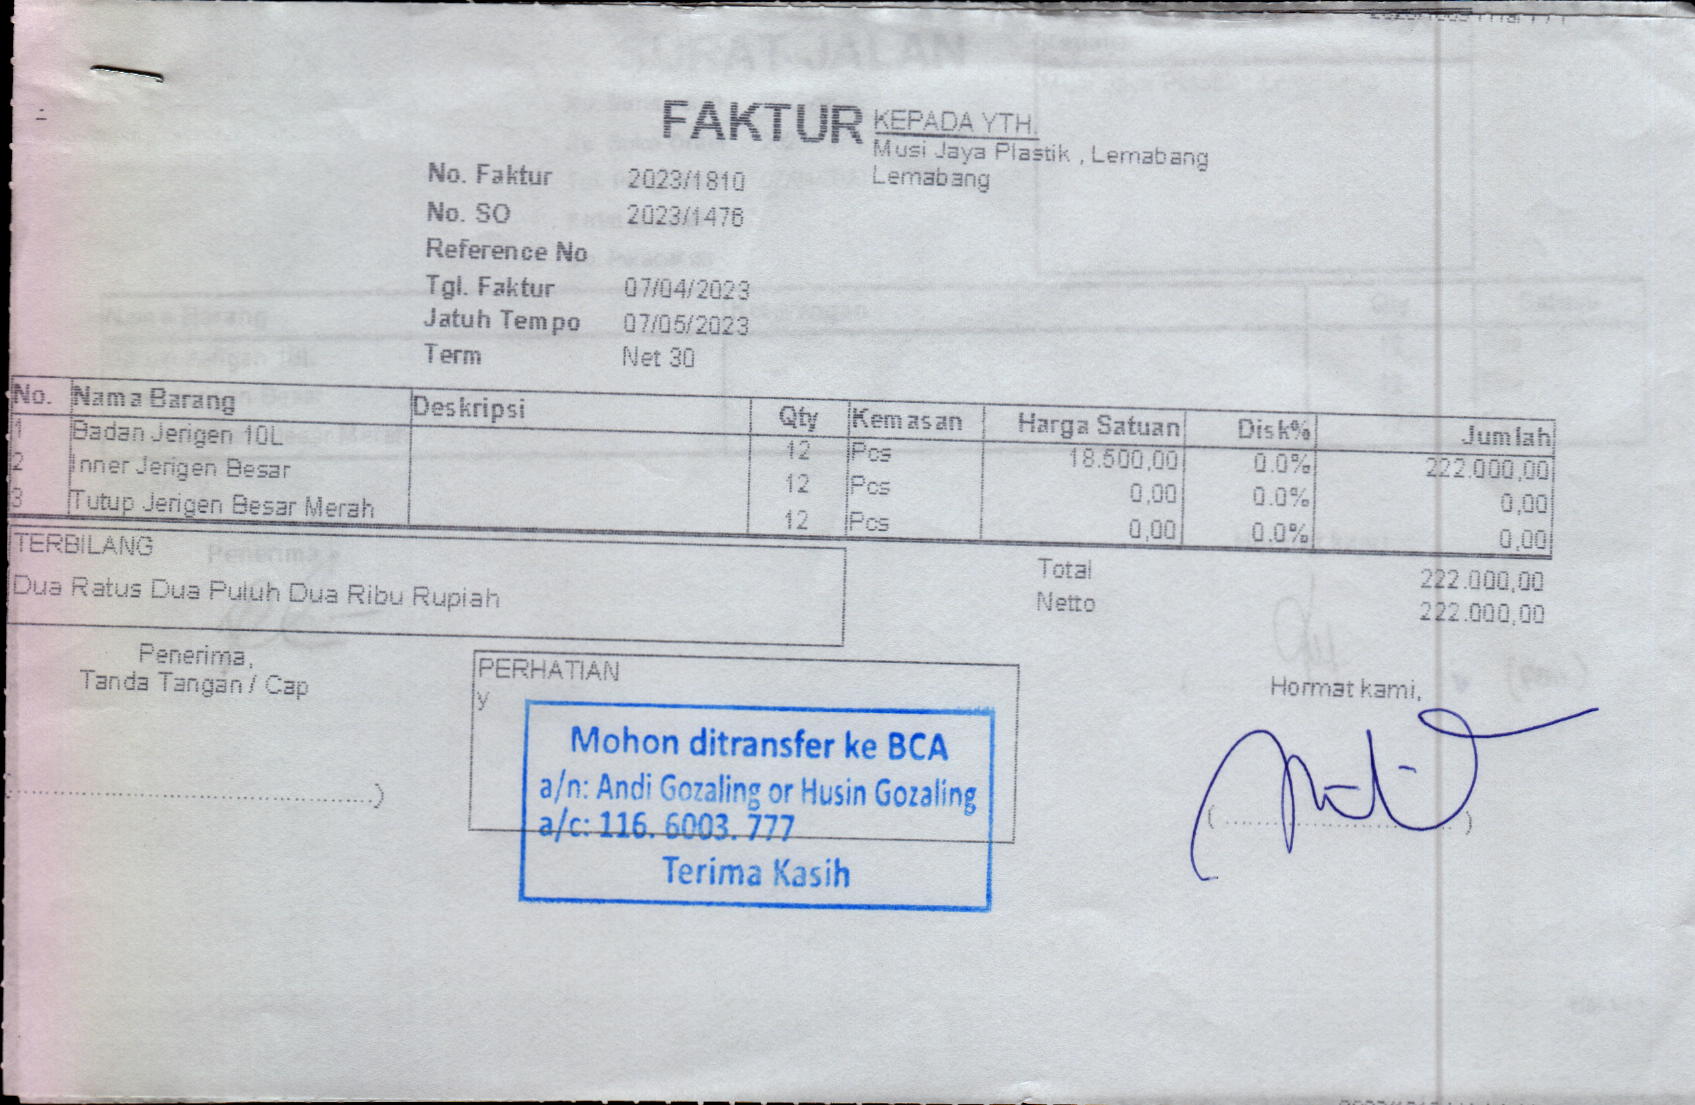 FAKTUR
KEPADA YTH.
Musi Jaya Plastik , Lemabang
Lemabang
No. Faktur 2023/1810
No. SO 2023/1476
Reference No
Tgl. Faktur 07/04/2023
Jatuh Tempo 07/05/2023
Term Net 30
No. Nama Barang Deskripsi Qty Kemasan Harga Satuan Disk% Jumlah
1 Badan Jerigen 10L 12 Pcs 18.500,00 0.0% 222.000,00
2 Inner Jerigen Besar 12 Pcs 0,00 0.0% 0,00
3 Tutup Jerigen Besar Merah 12 Pcs 0,00 0.0% 0,00
TERBILANG
Dua Ratus Dua Puluh Dua Ribu Rupiah
Total 222.000,00
Netto 222.000,00
Penerima,
Tanda Tangan / Cap
(..........................................)
PERHATIAN
y
Mohon ditransfer ke BCA
a/n: Andi Gozaling or Husin Gozaling
a/c: 116. 6003. 777
Terima Kasih
Hormat kami,
(..........................................)